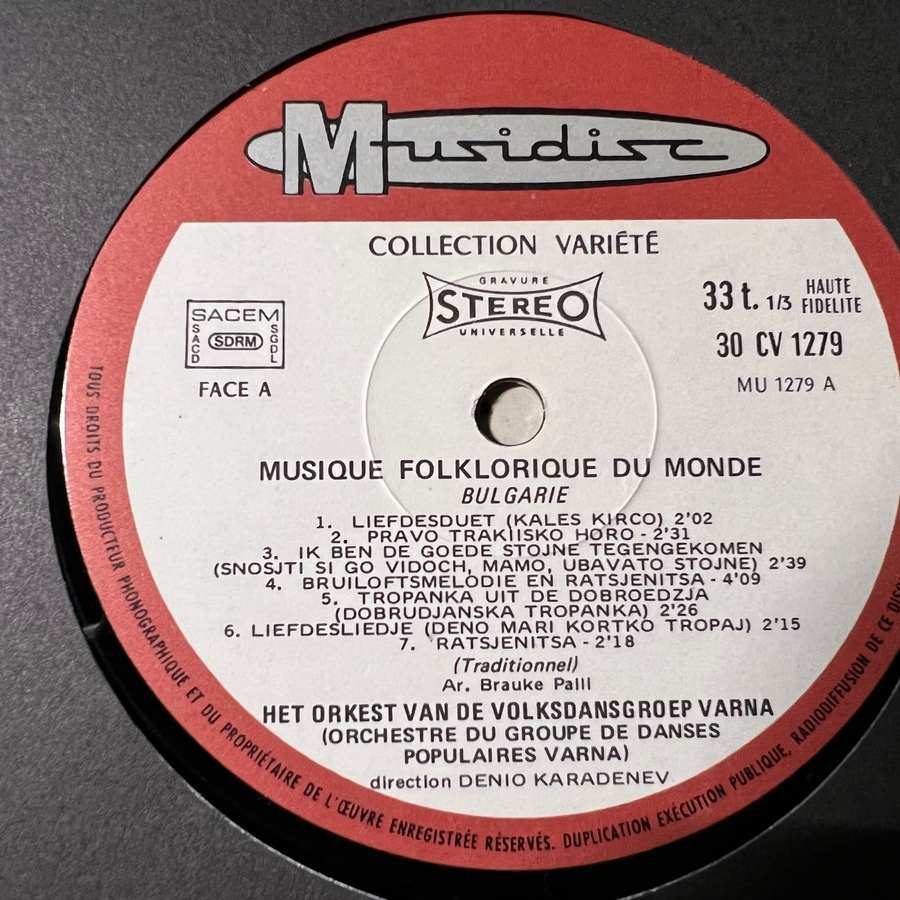 Musidisc
COLLECTION VARIÉTÉ
GRAVURE
STEREO
UNIVERSELLE
33 t. 1/3 HAUTE FIDELITE
30 CV 1279
MU 1279 A
SACEM
SACD
SDRM
SGDL
FACE A
MUSIQUE FOLKLORIQUE DU MONDE
BULGARIE
1. LIEFDESDUET (KALES KIRCO) 2'02
2. PRAVO TRAKIISKO HORO - 2'31
3. IK BEN DE GOEDE STOJNE TEGENGEKOMEN
(SNOSJTI SI GO VIDOCH, MAMO, UBAVATO STOJNE) 2'39
4. BRUILOFTSMELODIE EN RATSJENITSA - 4'09
5. TROPANKA UIT DE DOBROEDZJA
(DOBRUDJANSKA TROPANKA) 2'26
6. LIEFDESLIEDJE (DENO MARI KORTKO TROPAJ) 2'15
7. RATSJENITSA - 2'18
(Traditionnel)
Ar. Brauke Palll
HET ORKEST VAN DE VOLKSDANSGROEP VARNA
(ORCHESTRE DU GROUPE DE DANSES
POPULAIRES VARNA)
direction DENIO KARADENEV
TOUS DROITS DU PRODUCTEUR PHONOGRAPHIQUE ET DU PROPRIÉTAIRE DE L'ŒUVRE ENREGISTRÉE RÉSERVÉS. DUPLICATION EXÉCUTION PUBLIQUE, RADIODIFFUSION DE CE